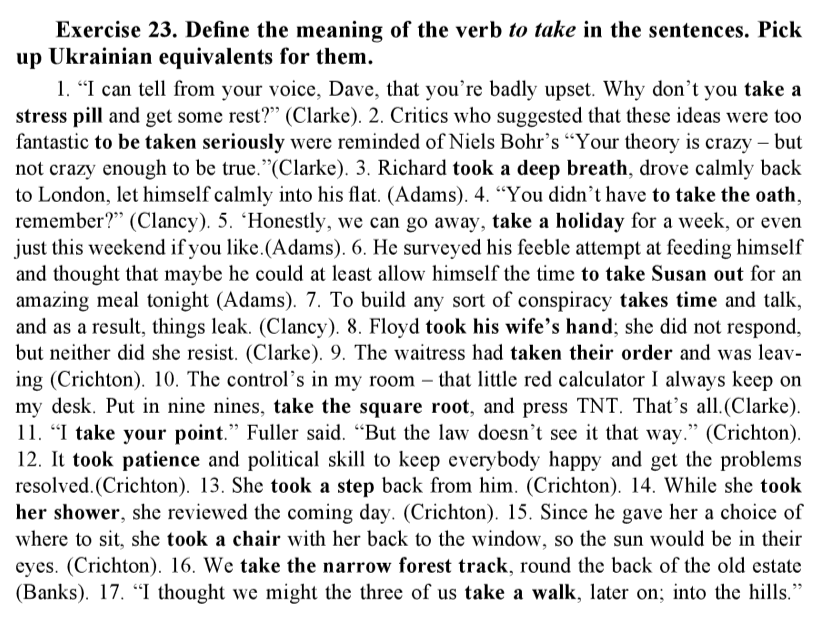 Exercise 23. Define the meaning of the verb to take in the sentences. Pick
up Ukrainian equivalents for them.
1. “I can tell from your voice, Dave, that you’re badly upset. Why don’t you take a
stress pill and get some rest?” (Clarke). 2. Critics who suggested that these ideas were too
fantastic to be taken seriously were reminded of Niels Bohr’s “Your theory is crazy – but
not crazy enough to be true.”(Clarke). 3. Richard took a deep breath, drove calmly back
to London, let himself calmly into his flat. (Adams). 4. “You didn’t have to take the oath,
remember?” (Clancy). 5. ‘Honestly, we can go away, take a holiday for a week, or even
just this weekend if you like.(Adams). 6. He surveyed his feeble attempt at feeding himself
and thought that maybe he could at least allow himself the time to take Susan out for an
amazing meal tonight (Adams). 7. To build any sort of conspiracy takes time and talk,
and as a result, things leak. (Clancy). 8. Floyd took his wife’s hand; she did not respond,
but neither did she resist. (Clarke). 9. The waitress had taken their order and was leav-
ing (Crichton). 10. The control’s in my room – that little red calculator I always keep on
my desk. Put in nine nines, take the square root, and press TNT. That’s all.(Clarke).
11. “I take your point.” Fuller said. “But the law doesn’t see it that way.” (Crichton).
12. It took patience and political skill to keep everybody happy and get the problems
resolved.(Crichton). 13. She took a step back from him. (Crichton). 14. While she took
her shower, she reviewed the coming day. (Crichton). 15. Since he gave her a choice of
where to sit, she took a chair with her back to the window, so the sun would be in their
eyes. (Crichton). 16. We take the narrow forest track, round the back of the old estate
(Banks). 17. “I thought we might the three of us take a walk, later on; into the hills.”